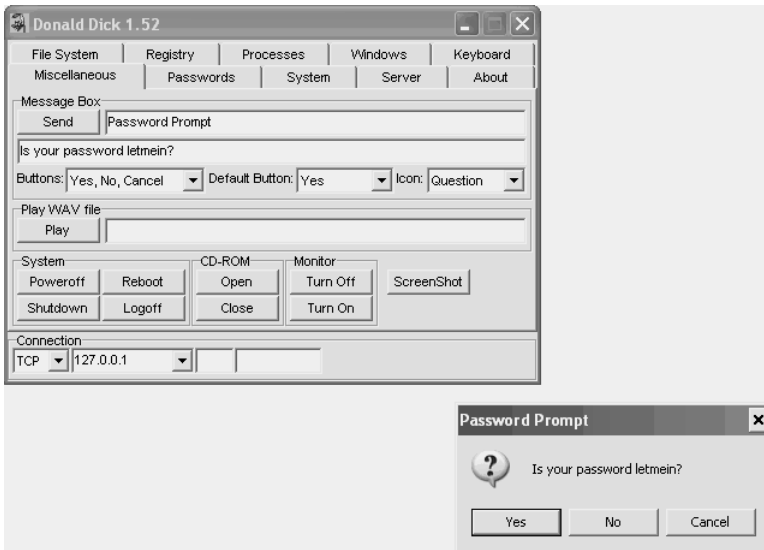 Donald Dick 1.52
File System Registry Processes Windows Keyboard
Miscellaneous Passwords System Server About
Message Box
Send Password Prompt
Is your password letmein?
Buttons: Yes, No, Cancel Default Button: Yes Icon: Question
Play WAV file
Play
System CD-ROM Monitor
Poweroff Reboot Open Turn Off ScreenShot
Shutdown Logoff Close Turn On
Connection
TCP 127.0.0.1
Password Prompt
? Is your password letmein?
Yes No Cancel